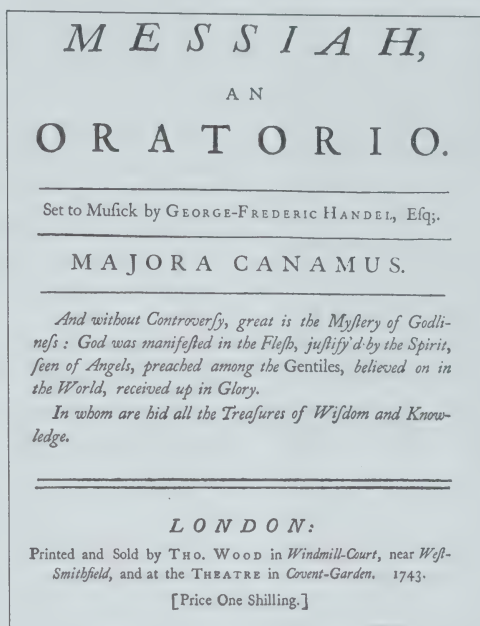 MESSIAH,
AN
ORATORIO.
Set to Muſick by GEORGE-FREDERIC HANDEL, Eſq;.
MAJORA CANAMUS.
And without Controverſy, great is the Myſtery of Godli-
neſs : God was manifeſted in the Fleſh, juſtify'd by the Spirit,
ſeen of Angels, preached among the Gentiles, believed on in
the World, received up in Glory.
In whom are hid all the Treaſures of Wiſdom and Know-
ledge.
LONDON:
Printed and Sold by THO. WOOD in Windmill-Court, near Weſt-
Smithfield, and at the THEATRE in Covent-Garden. 1743.
[Price One Shilling.]